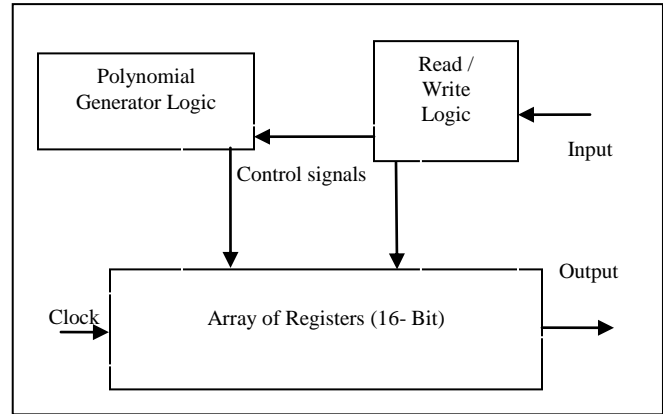 Polynomial
Generator Logic
Read /
Write
Logic
Input
Control signals
Output
Clock
Array of Registers (16- Bit)